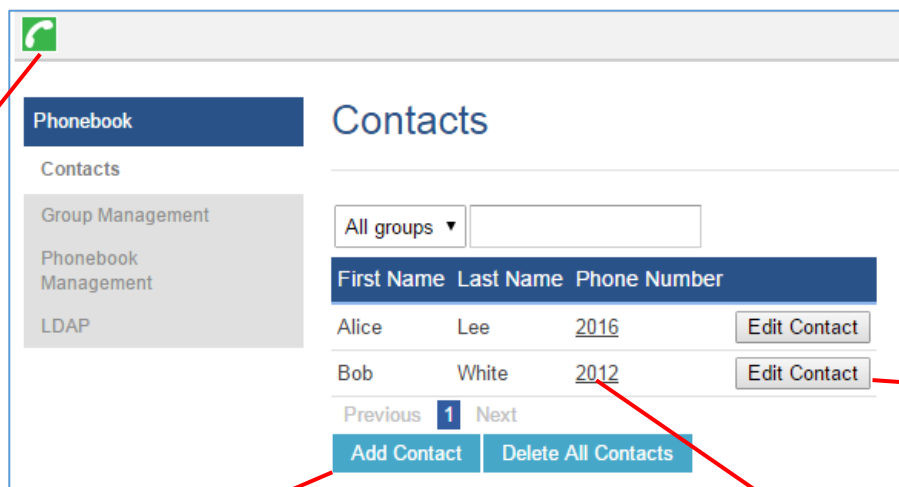 Phonebook
Contacts
Group Management
Phonebook
Management
LDAP
Contacts
All groups
First Name Last Name Phone Number
Alice Lee 2016 Edit Contact
Bob White 2012 Edit Contact
Previous 1 Next
Add Contact Delete All Contacts